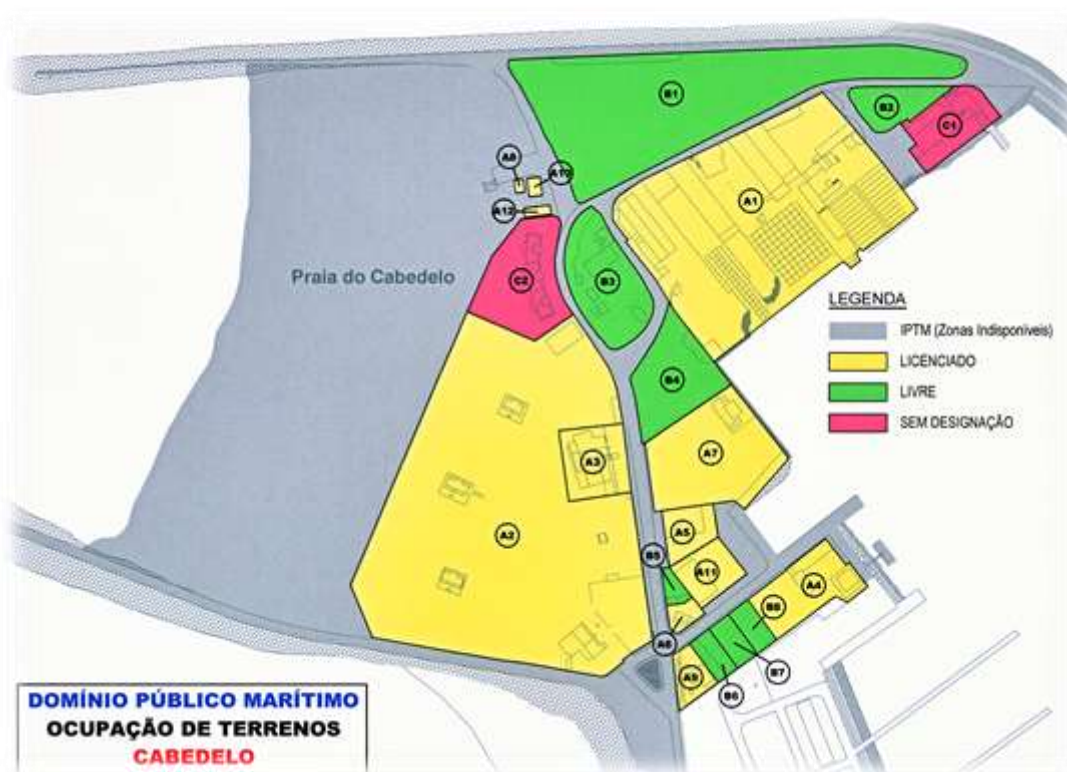 B1
B2
C1
A8
A10
A12
A1
C2
B3
Praia do Cabedelo
LEGENDA
IPTM (Zonas Indisponíveis)
LICENCIADO
LIVRE
SEM DESIGNAÇÃO
B4
A3
A7
A2
A5
B5
A11
A4
B8
A6
A9
B6
B7
DOMÍNIO PÚBLICO MARÍTIMO
OCUPAÇÃO DE TERRENOS
CABEDELO